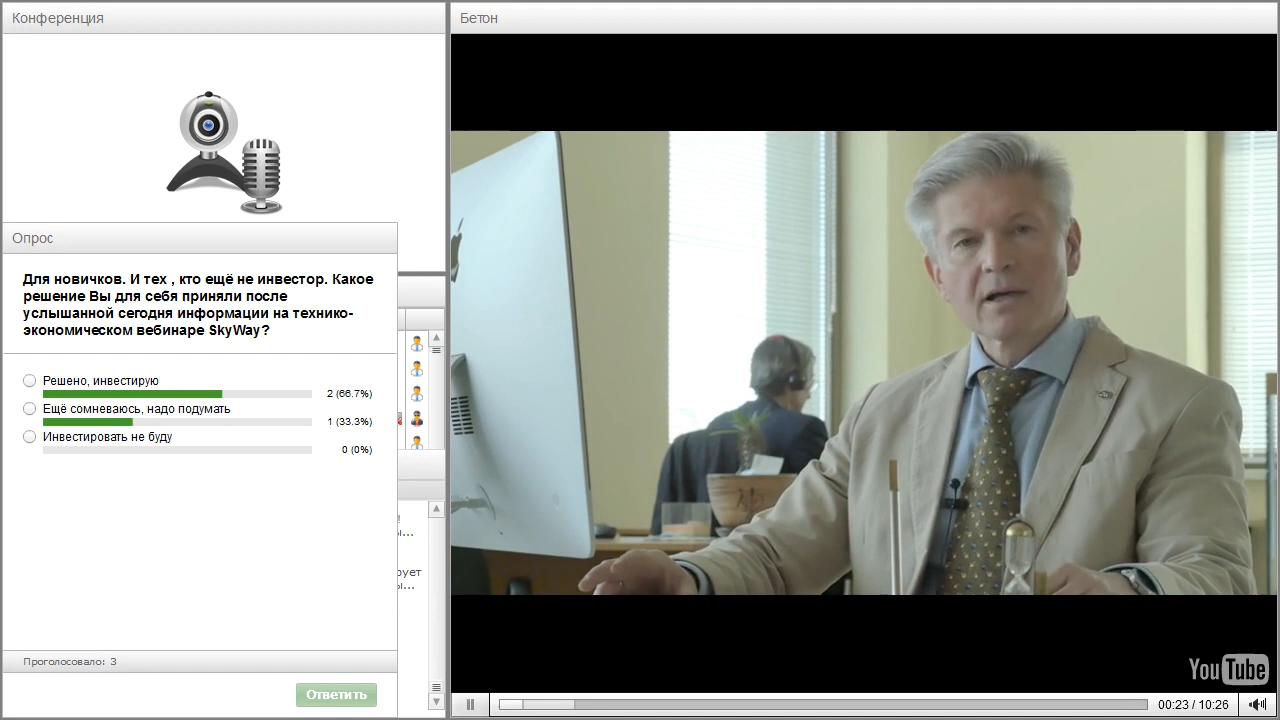 Конференция
Бетон
Опрос
Для новичков. И тех , кто ещё не инвестор. Какое
решение Вы для себя приняли после
услышанной сегодня информации на технико-
экономическом вебинаре SkyWay?
Решено, инвестирую
2 (66.7%)
Ещё сомневаюсь, надо подумать
1 (33.3%)
Инвестировать не буду
0 (0%)
Проголосовало: 3
Ответить
YouTube
00:23 / 10:26